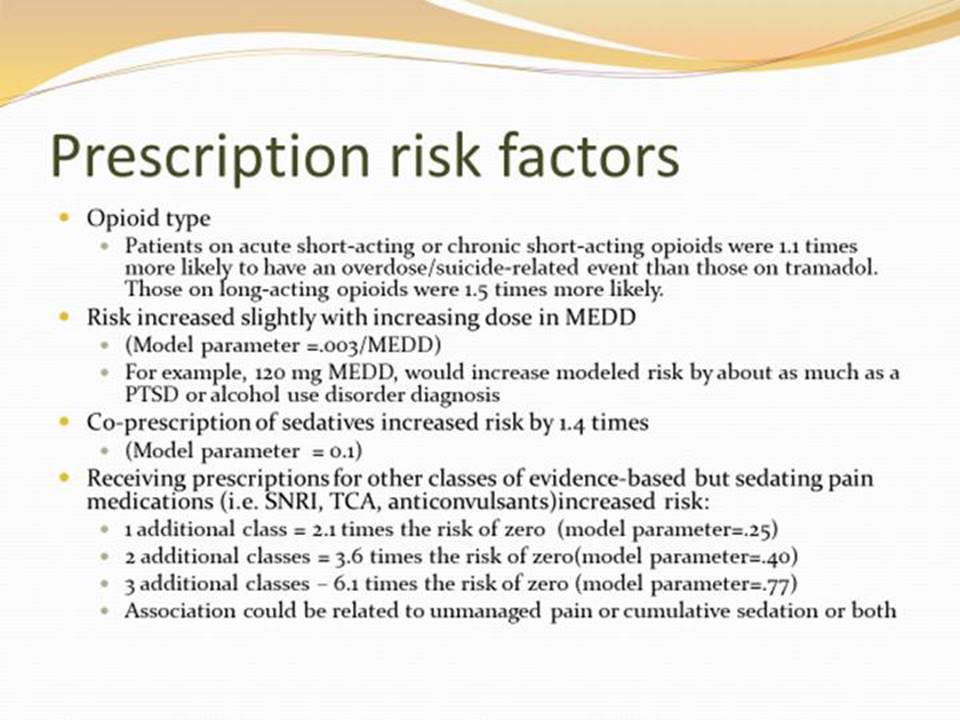 Prescription risk factors
Opioid type
Patients on acute short-acting or chronic short-acting opioids were 1.1 times
more likely to have an overdose/suicide-related event than those on tramadol.
Those on long-acting opioids were 1.5 times more likely.
Risk increased slightly with increasing dose in MEDD
(Model parameter =.003/MEDD)
For example, 120 mg MEDD, would increase modeled risk by about as much as a
PTSD or alcohol use disorder diagnosis
Co-prescription of sedatives increased risk by 1.4 times
(Model parameter = 0.1)
Receiving prescriptions for other classes of evidence-based but sedating pain
medications (i.e. SNRI, TCA, anticonvulsants)increased risk:
1 additional class = 2.1 times the risk of zero (model parameter=.25)
2 additional classes = 3.6 times the risk of zero(model parameter=.40)
3 additional classes – 6.1 times the risk of zero (model parameter=.77)
Association could be related to unmanaged pain or cumulative sedation or both